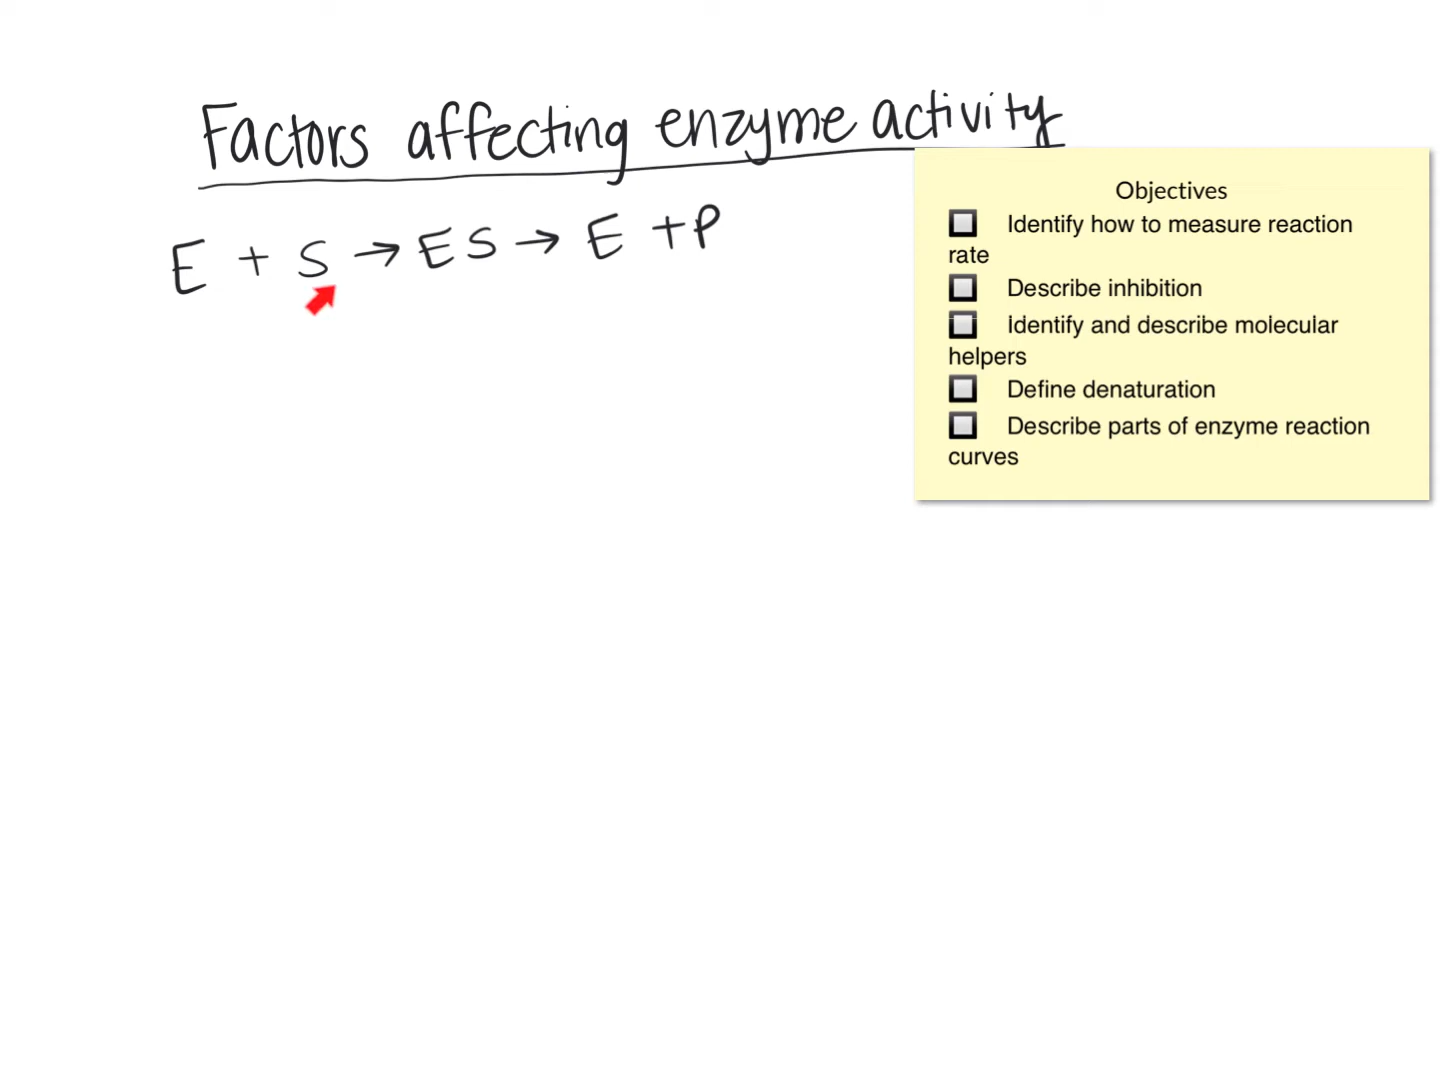 Factors affecting enzyme activity
E + S → ES → E + P
Objectives
Identify how to measure reaction
rate
Describe inhibition
Identify and describe molecular
helpers
Define denaturation
Describe parts of enzyme reaction
curves